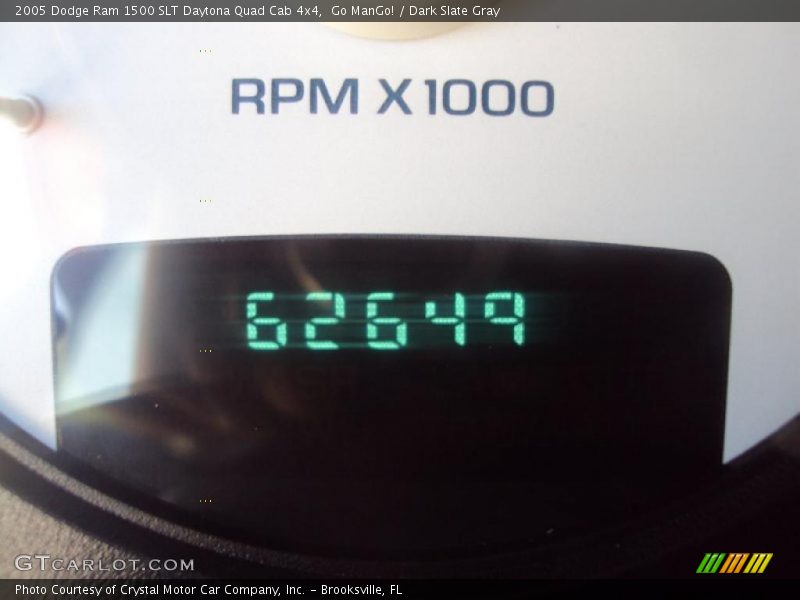 2005 Dodge Ram 1500 SLT Daytona Quad Cab 4x4,  Go ManGo! / Dark Slate Gray
RPM X1000
62649
GTCARLOT.COM
Photo Courtesy of Crystal Motor Car Company, Inc. – Brooksville, FL